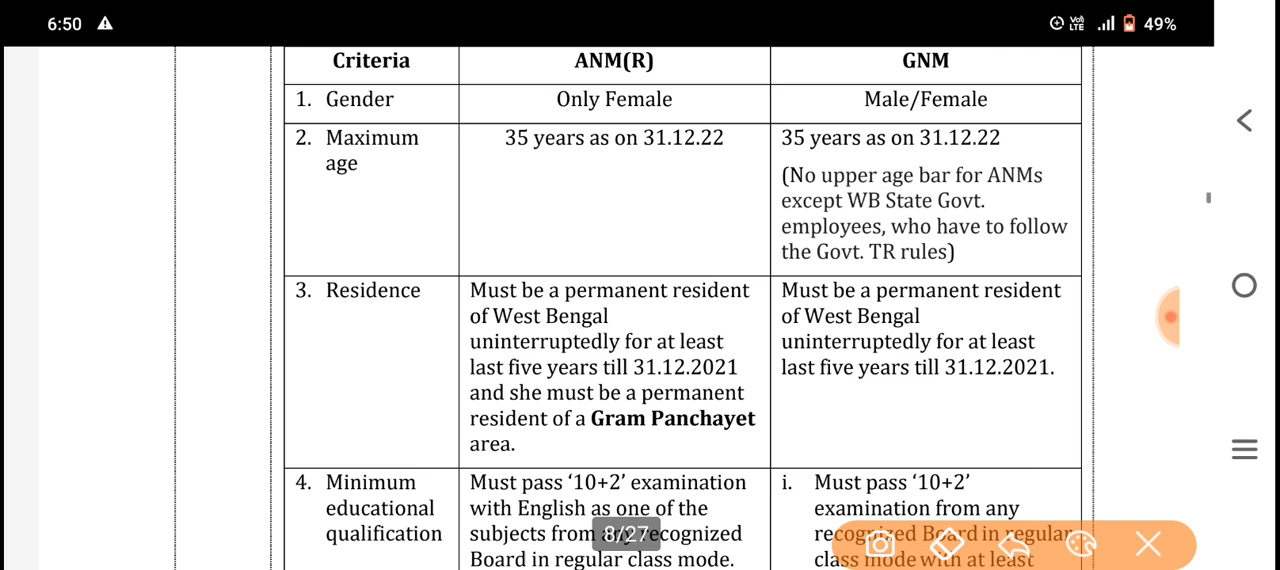 6:50
VoD LTE 49%
Criteria ANM(R) GNM
1. Gender Only Female Male/Female
2. Maximum age
35 years as on 31.12.22
35 years as on 31.12.22
(No upper age bar for ANMs
except WB State Govt.
employees, who have to follow
the Govt. TR rules)
3. Residence
Must be a permanent resident
of West Bengal
uninterruptedly for at least
last five years till 31.12.2021
and she must be a permanent
resident of a Gram Panchayet
area.
Must be a permanent resident
of West Bengal
uninterruptedly for at least
last five years till 31.12.2021.
4. Minimum
educational
qualification
Must pass '10+2' examination
with English as one of the
subjects from any recognized
Board in regular class mode.
i. Must pass '10+2'
examination from any
recognized Board in regular
class mode with at least
8/27